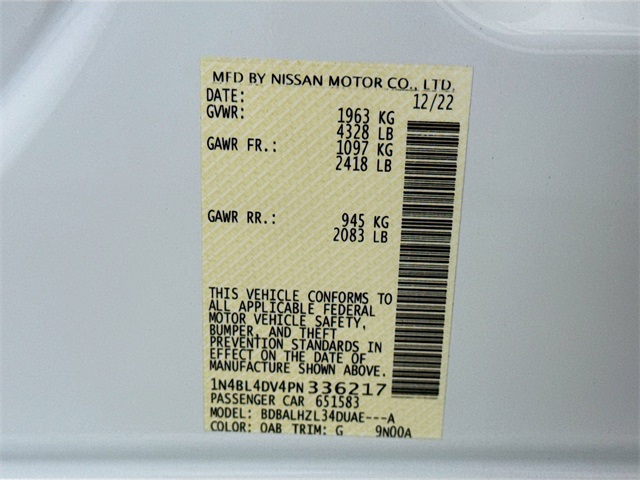 MFD BY NISSAN MOTOR CO., LTD.
DATE: 12/22
GVWR: 1963 KG
4328 LB
GAWR FR.: 1097 KG
2418 LB
GAWR RR.: 945 KG
2083 LB
THIS VEHICLE CONFORMS TO
ALL APPLICABLE FEDERAL
MOTOR VEHICLE SAFETY,
BUMPER, AND THEFT
PREVENTION STANDARDS IN
EFFECT ON THE DATE OF
MANUFACTURE SHOWN ABOVE.
1N4BL4DV4PN336217
PASSENGER CAR 651583
MODEL: BDBALHZL34DUAE---A
COLOR: QAB TRIM: G 9N00A